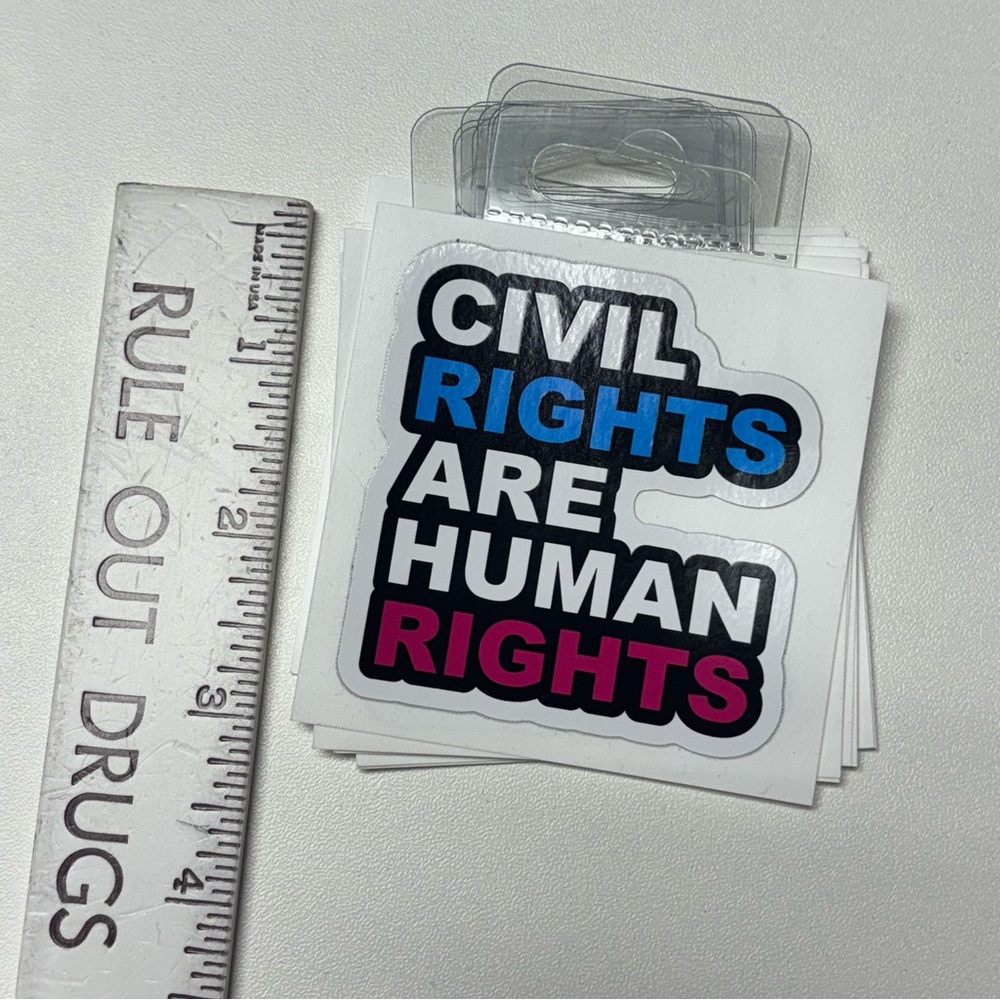 MADE IN USA
1
2
3
4
RULE OUT DRUGS
CIVIL
RIGHTS
ARE
HUMAN
RIGHTS